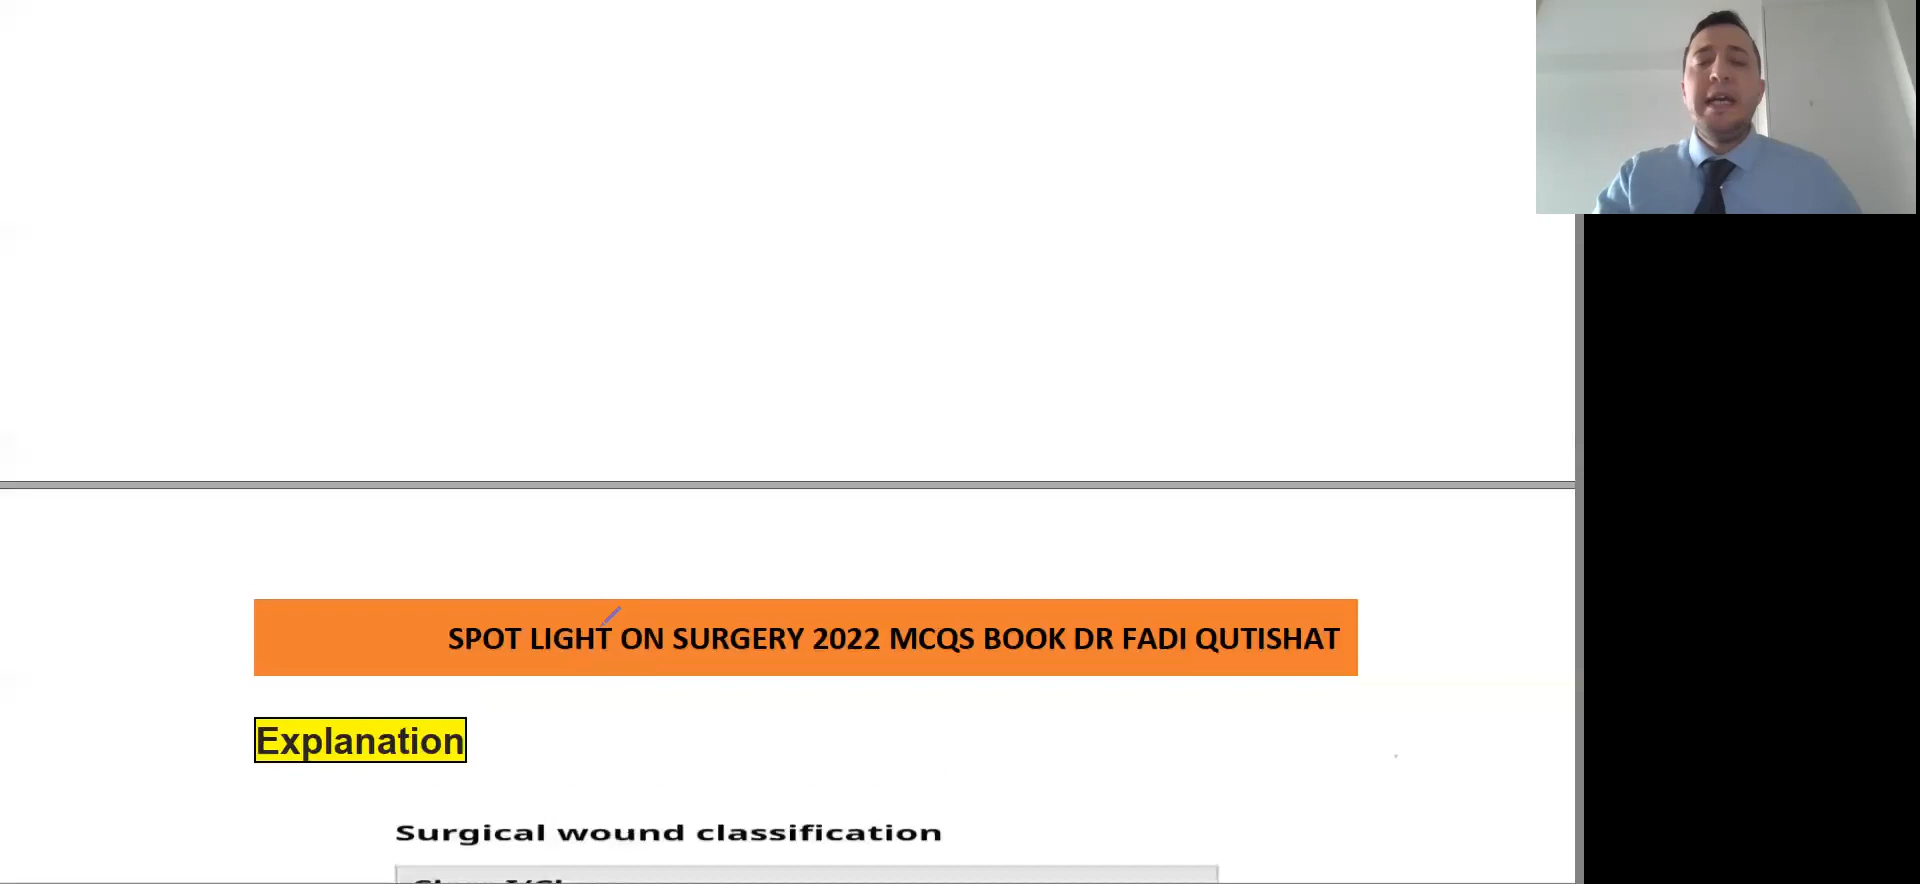 SPOT LIGHT ON SURGERY 2022 MCQS BOOK DR FADI QUTISHAT
Explanation
Surgical wound classification